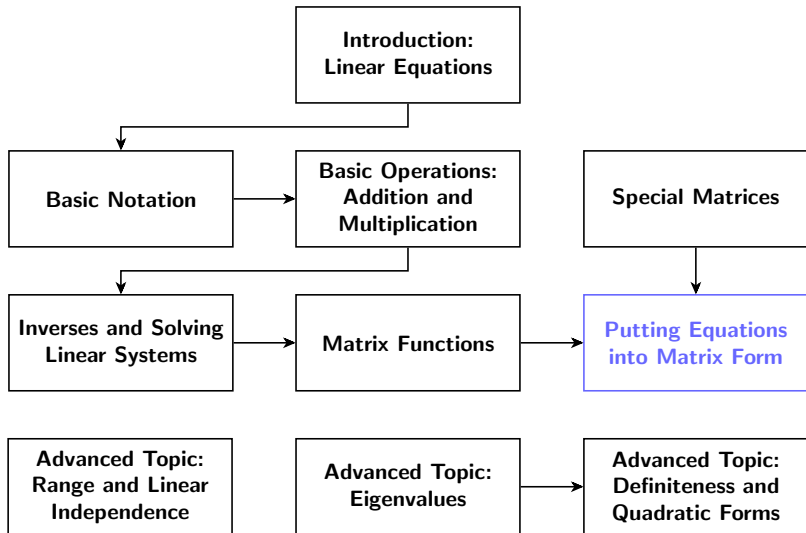 Introduction:
Linear Equations
Basic Notation
Basic Operations:
Addition and
Multiplication
Special Matrices
Inverses and Solving
Linear Systems
Matrix Functions
Putting Equations
into Matrix Form
Advanced Topic:
Range and Linear
Independence
Advanced Topic:
Eigenvalues
Advanced Topic:
Definiteness and
Quadratic Forms